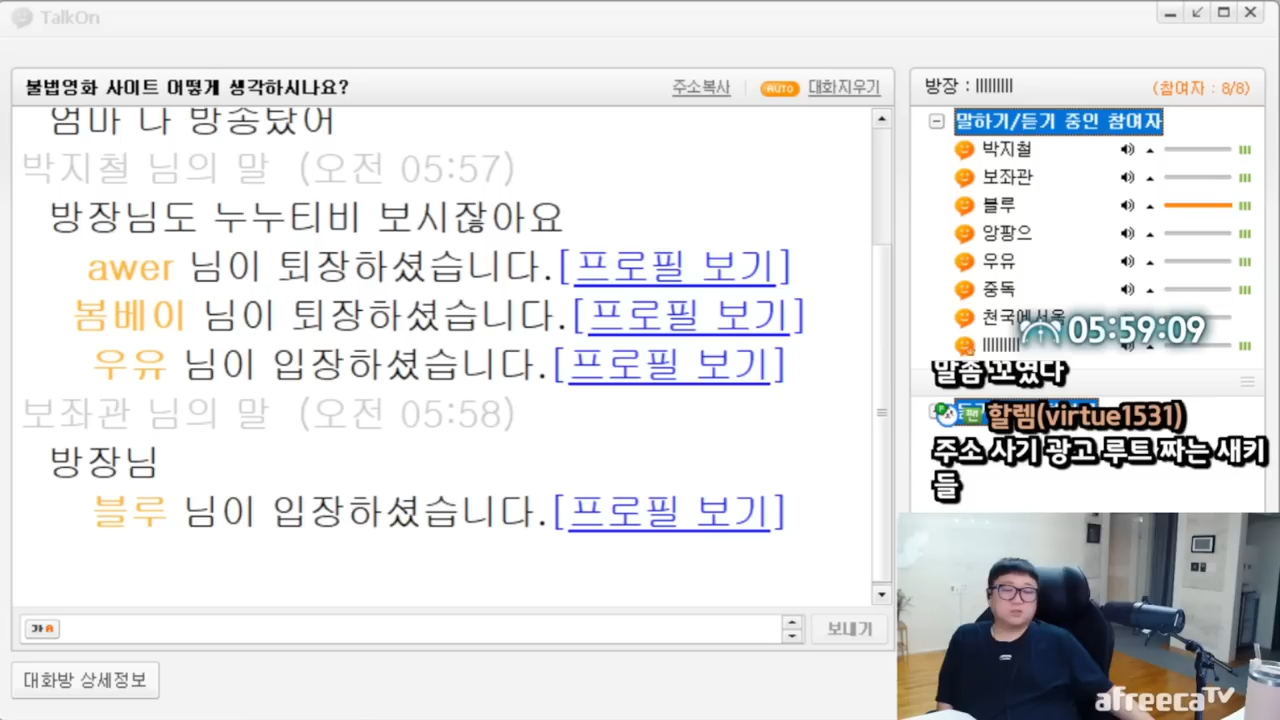 TalkOn
불법영화 사이트 어떻게 생각하시나요?
주소복사
AUTO
대화지우기
엄마 나 방송탔어
박지철 님의 말 (오전 05:57)
방장님도 누누티비 보시잖아요
awer 님이 퇴장하셨습니다.[프로필 보기]
봄베이 님이 퇴장하셨습니다.[프로필 보기]
우유 님이 입장하셨습니다.[프로필 보기]
보좌관 님의 말 (오전 05:58)
방장님
블루 님이 입장하셨습니다.[프로필 보기]
가
보내기
대화방 상세정보
방장 : llllllll
(참여자 : 8/8)
말하기/듣기 중인 참여자
박지철
보좌관
블루
앙팡으
우유
중독
천국에서욱
llllllll
05:59:09
말좀 꼬였다
팬 할렘(virtue1531)
주소 사기 광고 루트 짜는 새키
들
afreecaTV